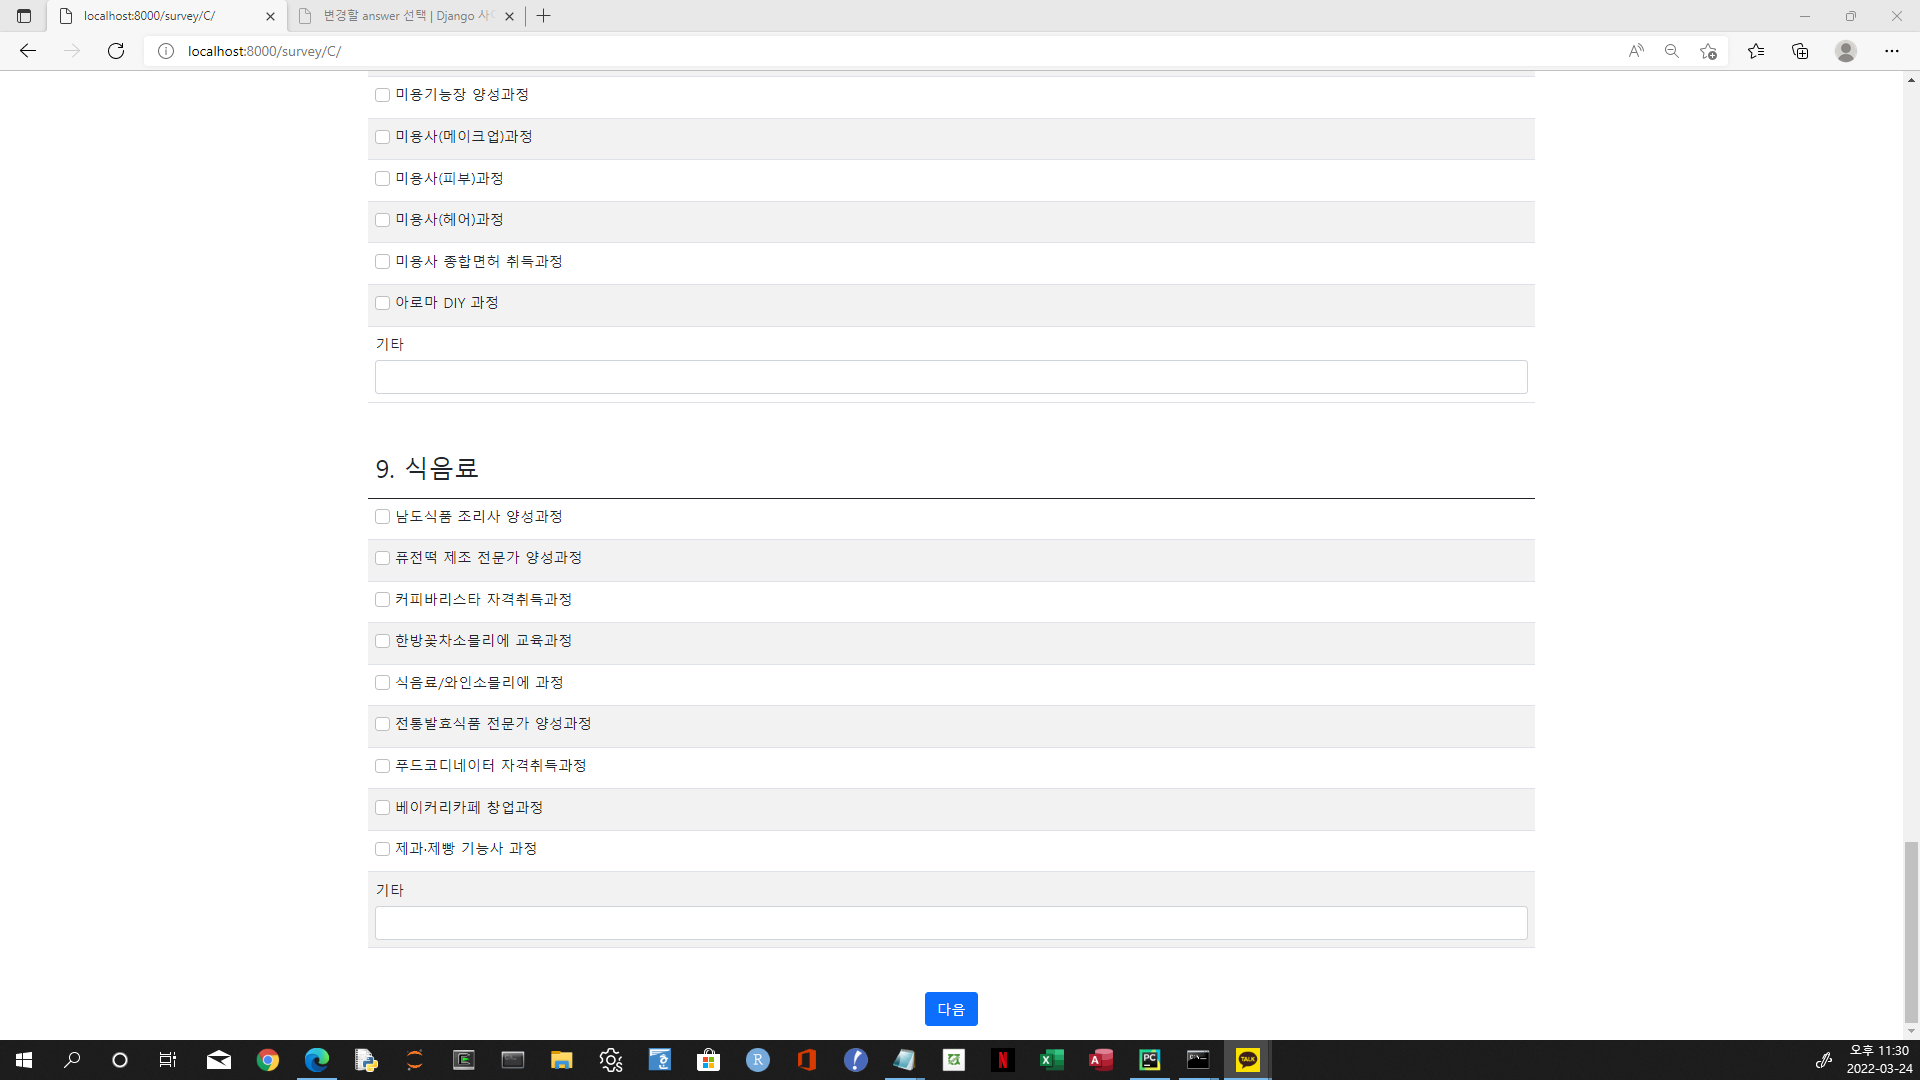 localhost:8000/survey/C/
변경할 answer 선택 | Django 사
localhost:8000/survey/C/
미용기능장 양성과정
미용사(메이크업)과정
미용사(피부)과정
미용사(헤어)과정
미용사 종합면허 취득과정
아로마 DIY 과정
기타
9. 식음료
남도식품 조리사 양성과정
퓨전떡 제조 전문가 양성과정
커피바리스타 자격취득과정
한방꽃차소믈리에 교육과정
식음료/와인소믈리에 과정
전통발효식품 전문가 양성과정
푸드코디네이터 자격취득과정
베이커리카페 창업과정
제과·제빵 기능사 과정
기타
다음
오후 11:30
2022-03-24